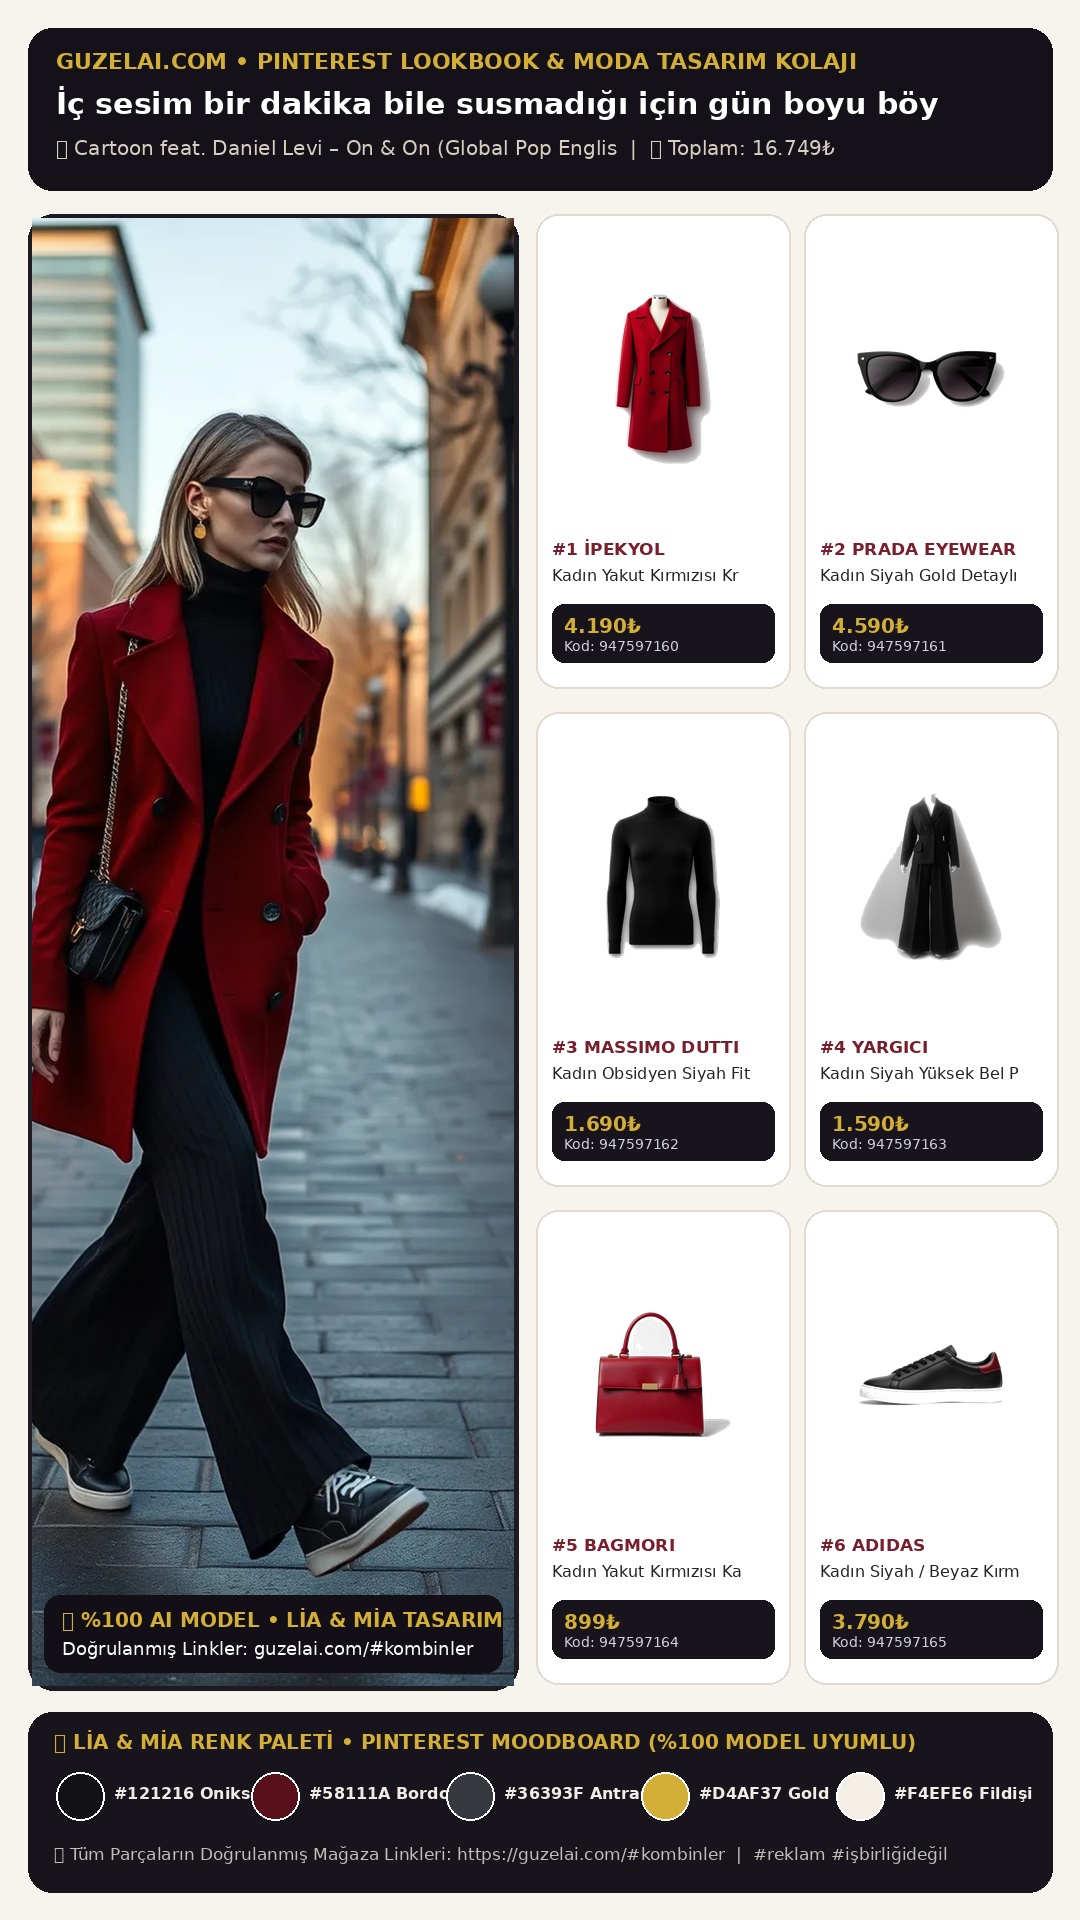 GUZELAI.COM • PINTEREST LOOKBOOK & MODA TASARIM KOLAJI
İç sesim bir dakika bile susmadığı için gün boyu böy
Cartoon feat. Daniel Levi – On & On (Global Pop Englis | Toplam: 16.749₺
#1 İPEKYOL
Kadın Yakut Kırmızısı Kr
4.190₺
Kod: 947597160
#2 PRADA EYEWEAR
Kadın Siyah Gold Detaylı
4.590₺
Kod: 947597161
#3 MASSIMO DUTTI
Kadın Obsidyen Siyah Fit
1.690₺
Kod: 947597162
#4 YARGICI
Kadın Siyah Yüksek Bel P
1.590₺
Kod: 947597163
#5 BAGMORI
Kadın Yakut Kırmızısı Ka
899₺
Kod: 947597164
#6 ADIDAS
Kadın Siyah / Beyaz Kırm
3.790₺
Kod: 947597165
%100 AI MODEL • LİA & MİA TASARIM
Doğrulanmış Linkler: guzelai.com/#kombinler
LİA & MİA RENK PALETİ • PINTEREST MOODBOARD (%100 MODEL UYUMLU)
#121216 Oniks #58111A Bordo #36393F Antra #D4AF37 Gold #F4EFE6 Fildişi
Tüm Parçaların Doğrulanmış Mağaza Linkleri: https://guzelai.com/#kombinler | #reklam #işbirliğideğil